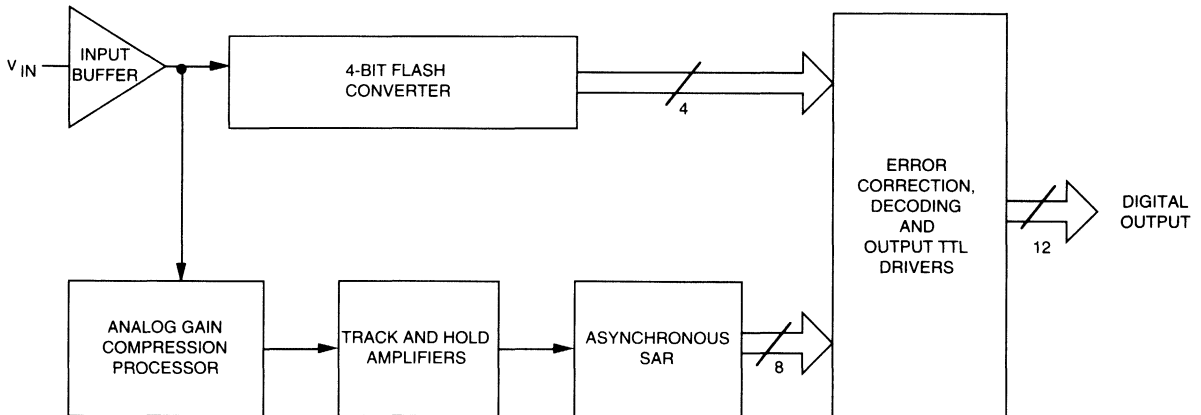 V IN
INPUT
BUFFER
4-BIT FLASH
CONVERTER
4
ERROR
CORRECTION,
DECODING
AND
OUTPUT TTL
DRIVERS
12
DIGITAL
OUTPUT
ANALOG GAIN
COMPRESSION
PROCESSOR
TRACK AND HOLD
AMPLIFIERS
ASYNCHRONOUS
SAR
8